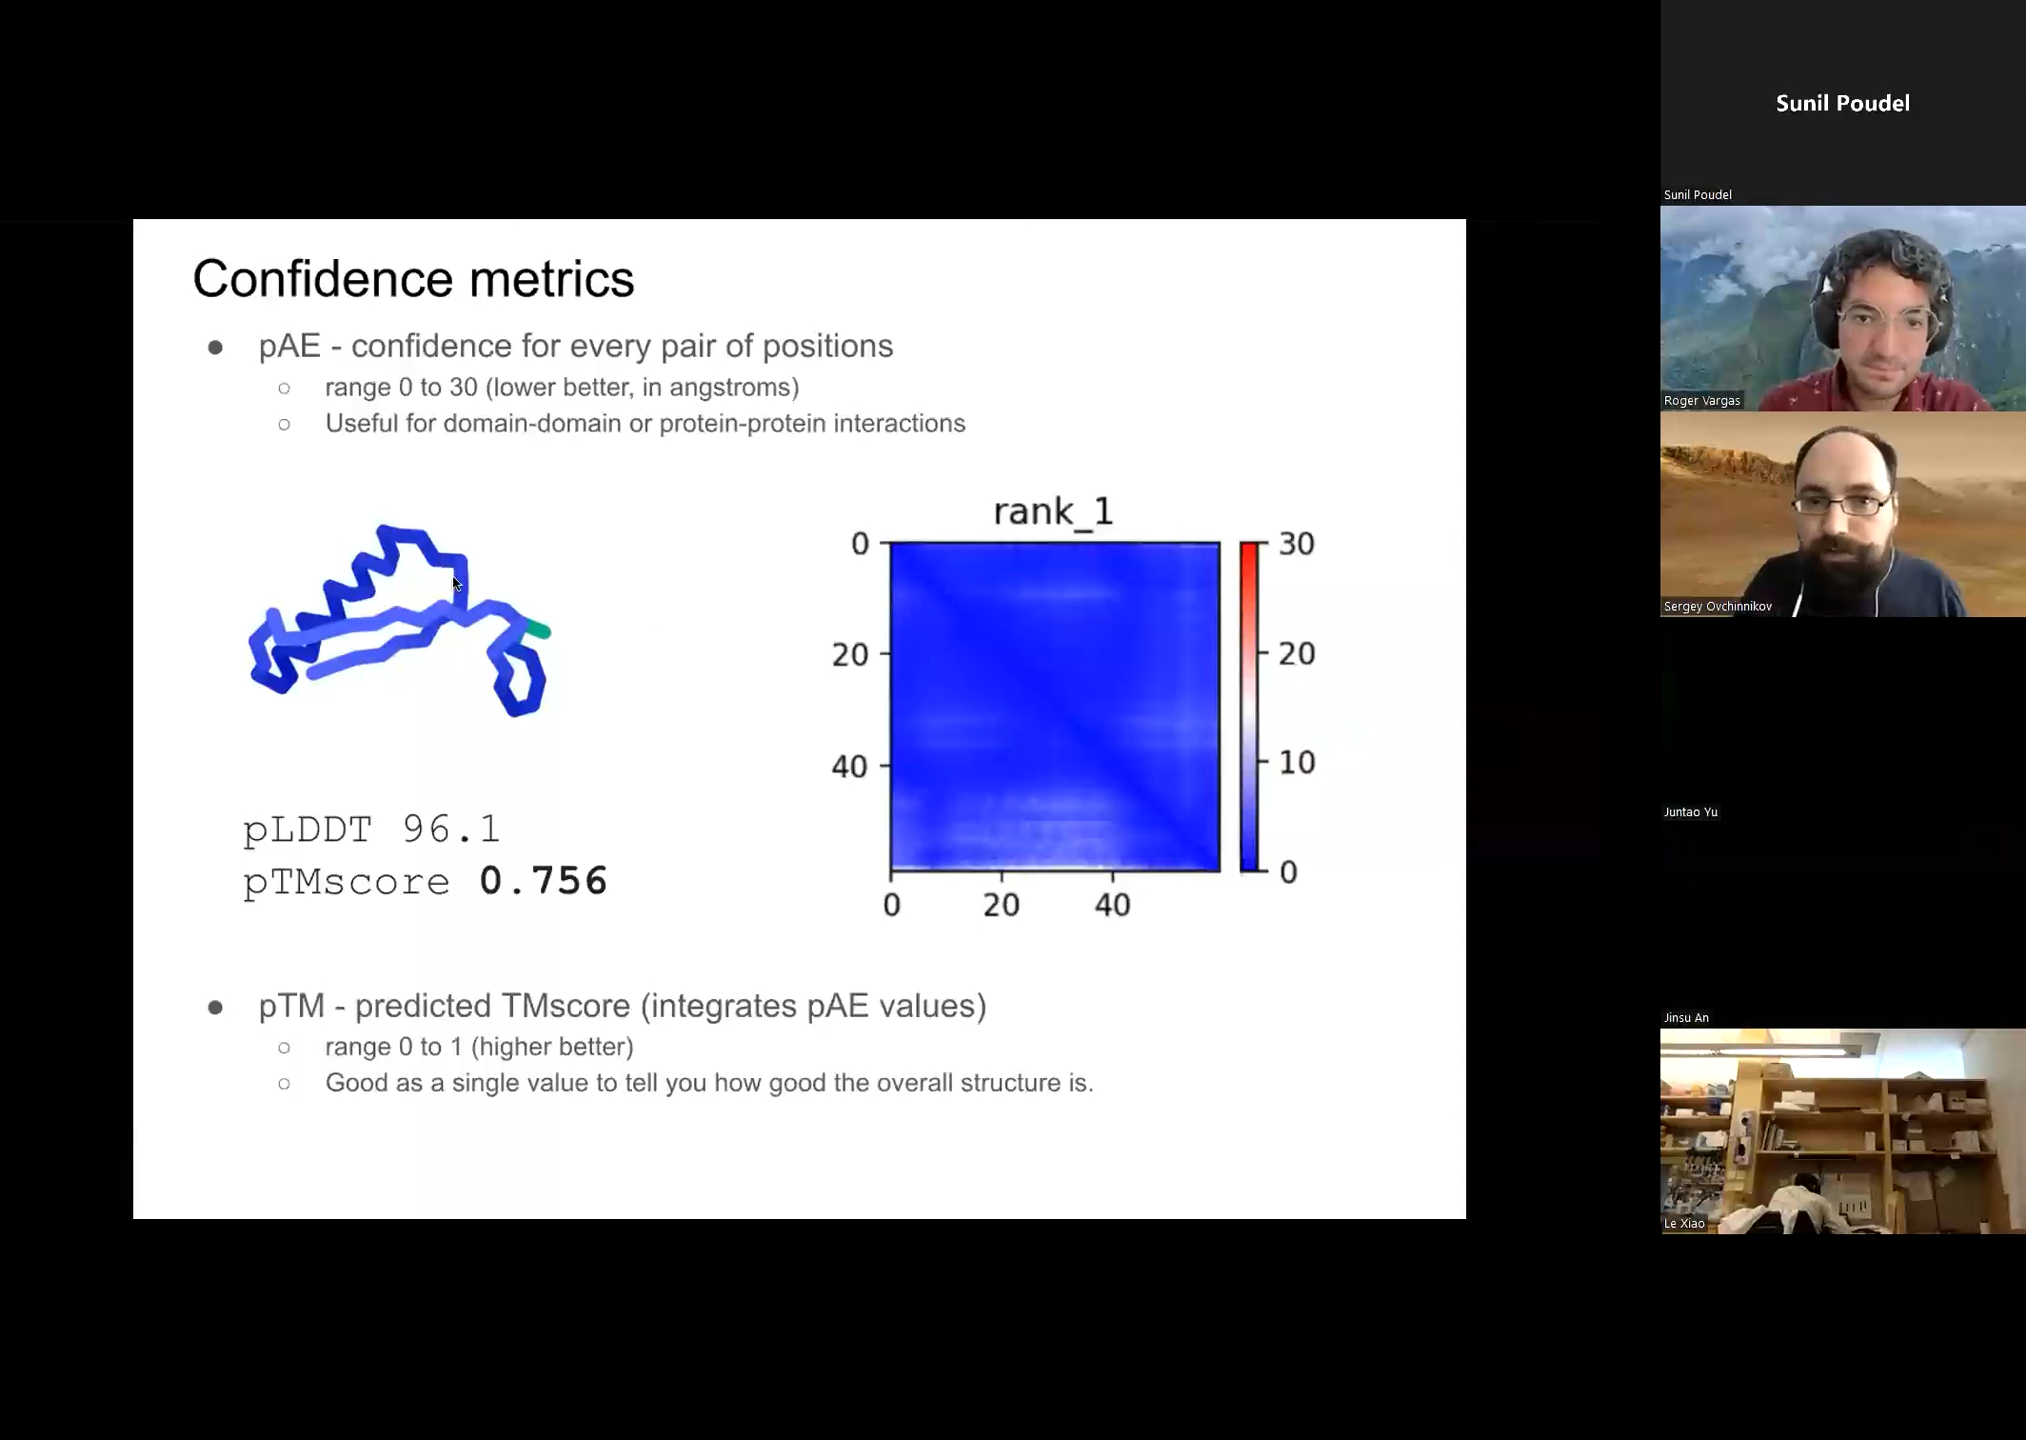 Confidence metrics
● pAE - confidence for every pair of positions
○ range 0 to 30 (lower better, in angstroms)
○ Useful for domain-domain or protein-protein interactions
rank_1
0
20
40
0
20
40
30
20
10
0
pLDDT 96.1
pTMscore 0.756
● pTM - predicted TMscore (integrates pAE values)
○ range 0 to 1 (higher better)
○ Good as a single value to tell you how good the overall structure is.
Sunil Poudel
Sunil Poudel
Roger Vargas
Sergey Ovchinnikov
Juntao Yu
Jinsu An
Le Xiao